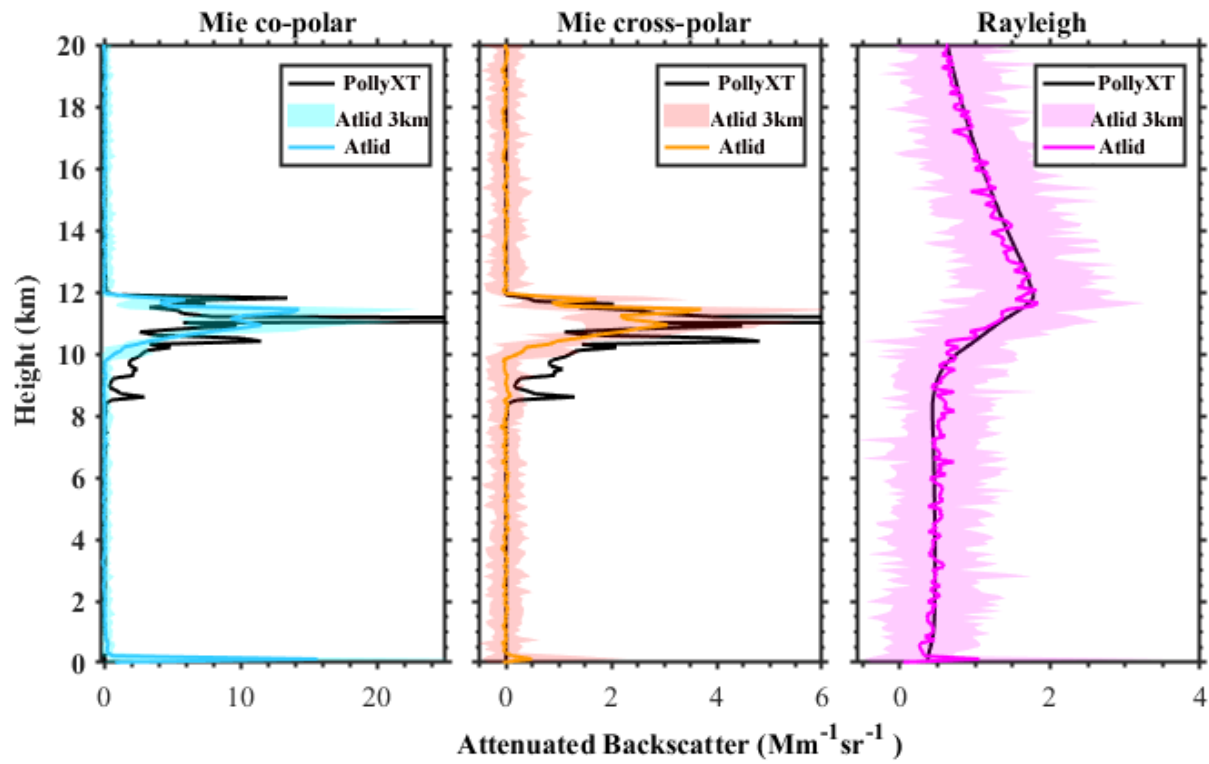 Mie co-polar
Mie cross-polar
Rayleigh
Height (km)
20
18
16
14
12
10
8
6
4
2
0
PollyXT
Atlid 3km
Atlid
PollyXT
Atlid 3km
Atlid
PollyXT
Atlid 3km
Atlid
0 10 20
0 2 4 6
0 2 4
Attenuated Backscatter (Mm⁻¹sr⁻¹ )